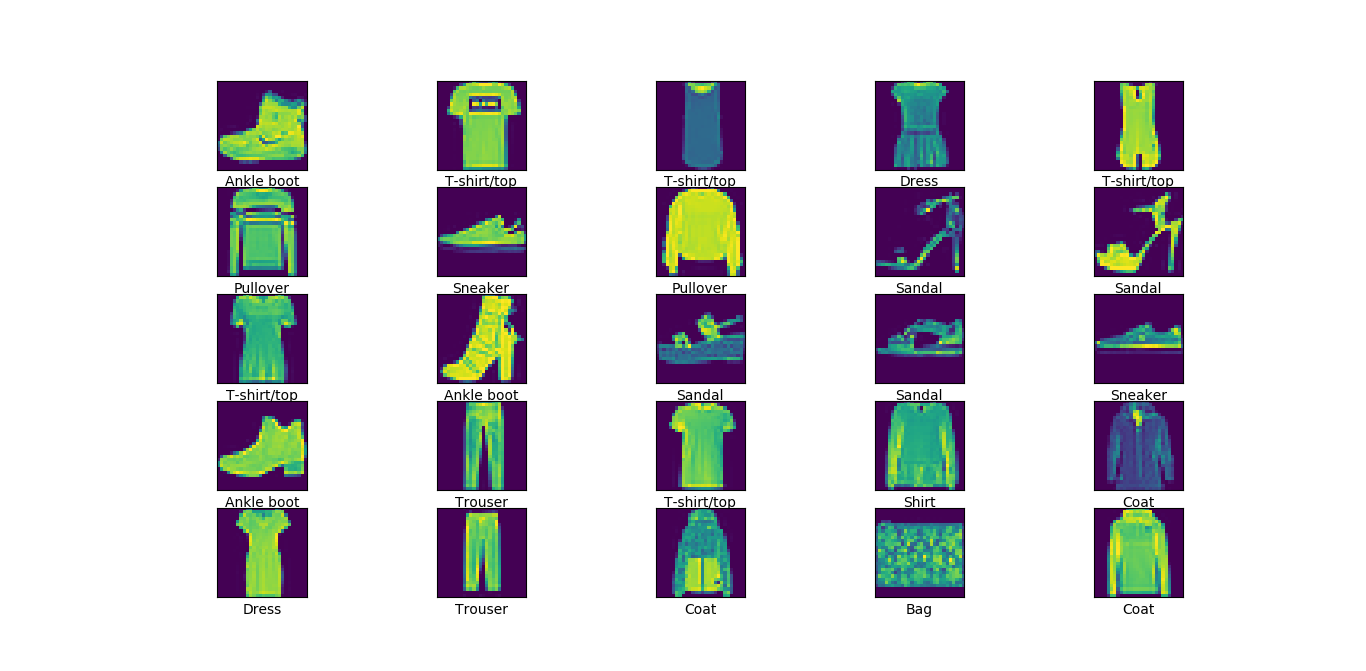 Ankle boot T-shirt/top T-shirt/top Dress T-shirt/top
Pullover Sneaker Pullover Sandal Sandal
T-shirt/top Ankle boot Sandal Sandal Sneaker
Ankle boot Trouser T-shirt/top Shirt Coat
Dress Trouser Coat Bag Coat